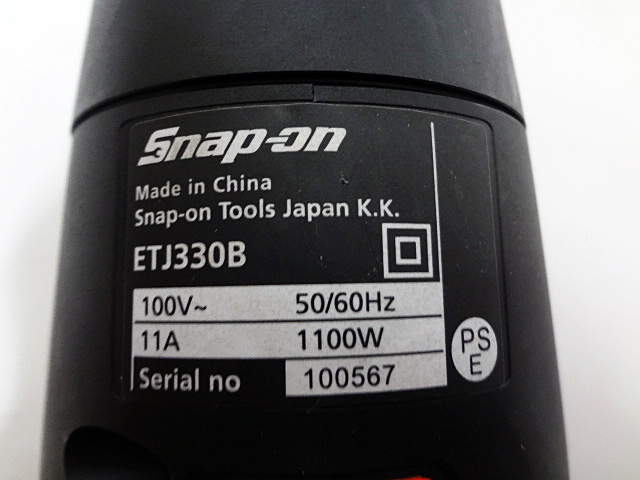 Snap-on
Made in China
Snap-on Tools Japan K.K.
ETJ330B
100V~ 50/60Hz
11A 1100W
Serial no 100567
PS
E